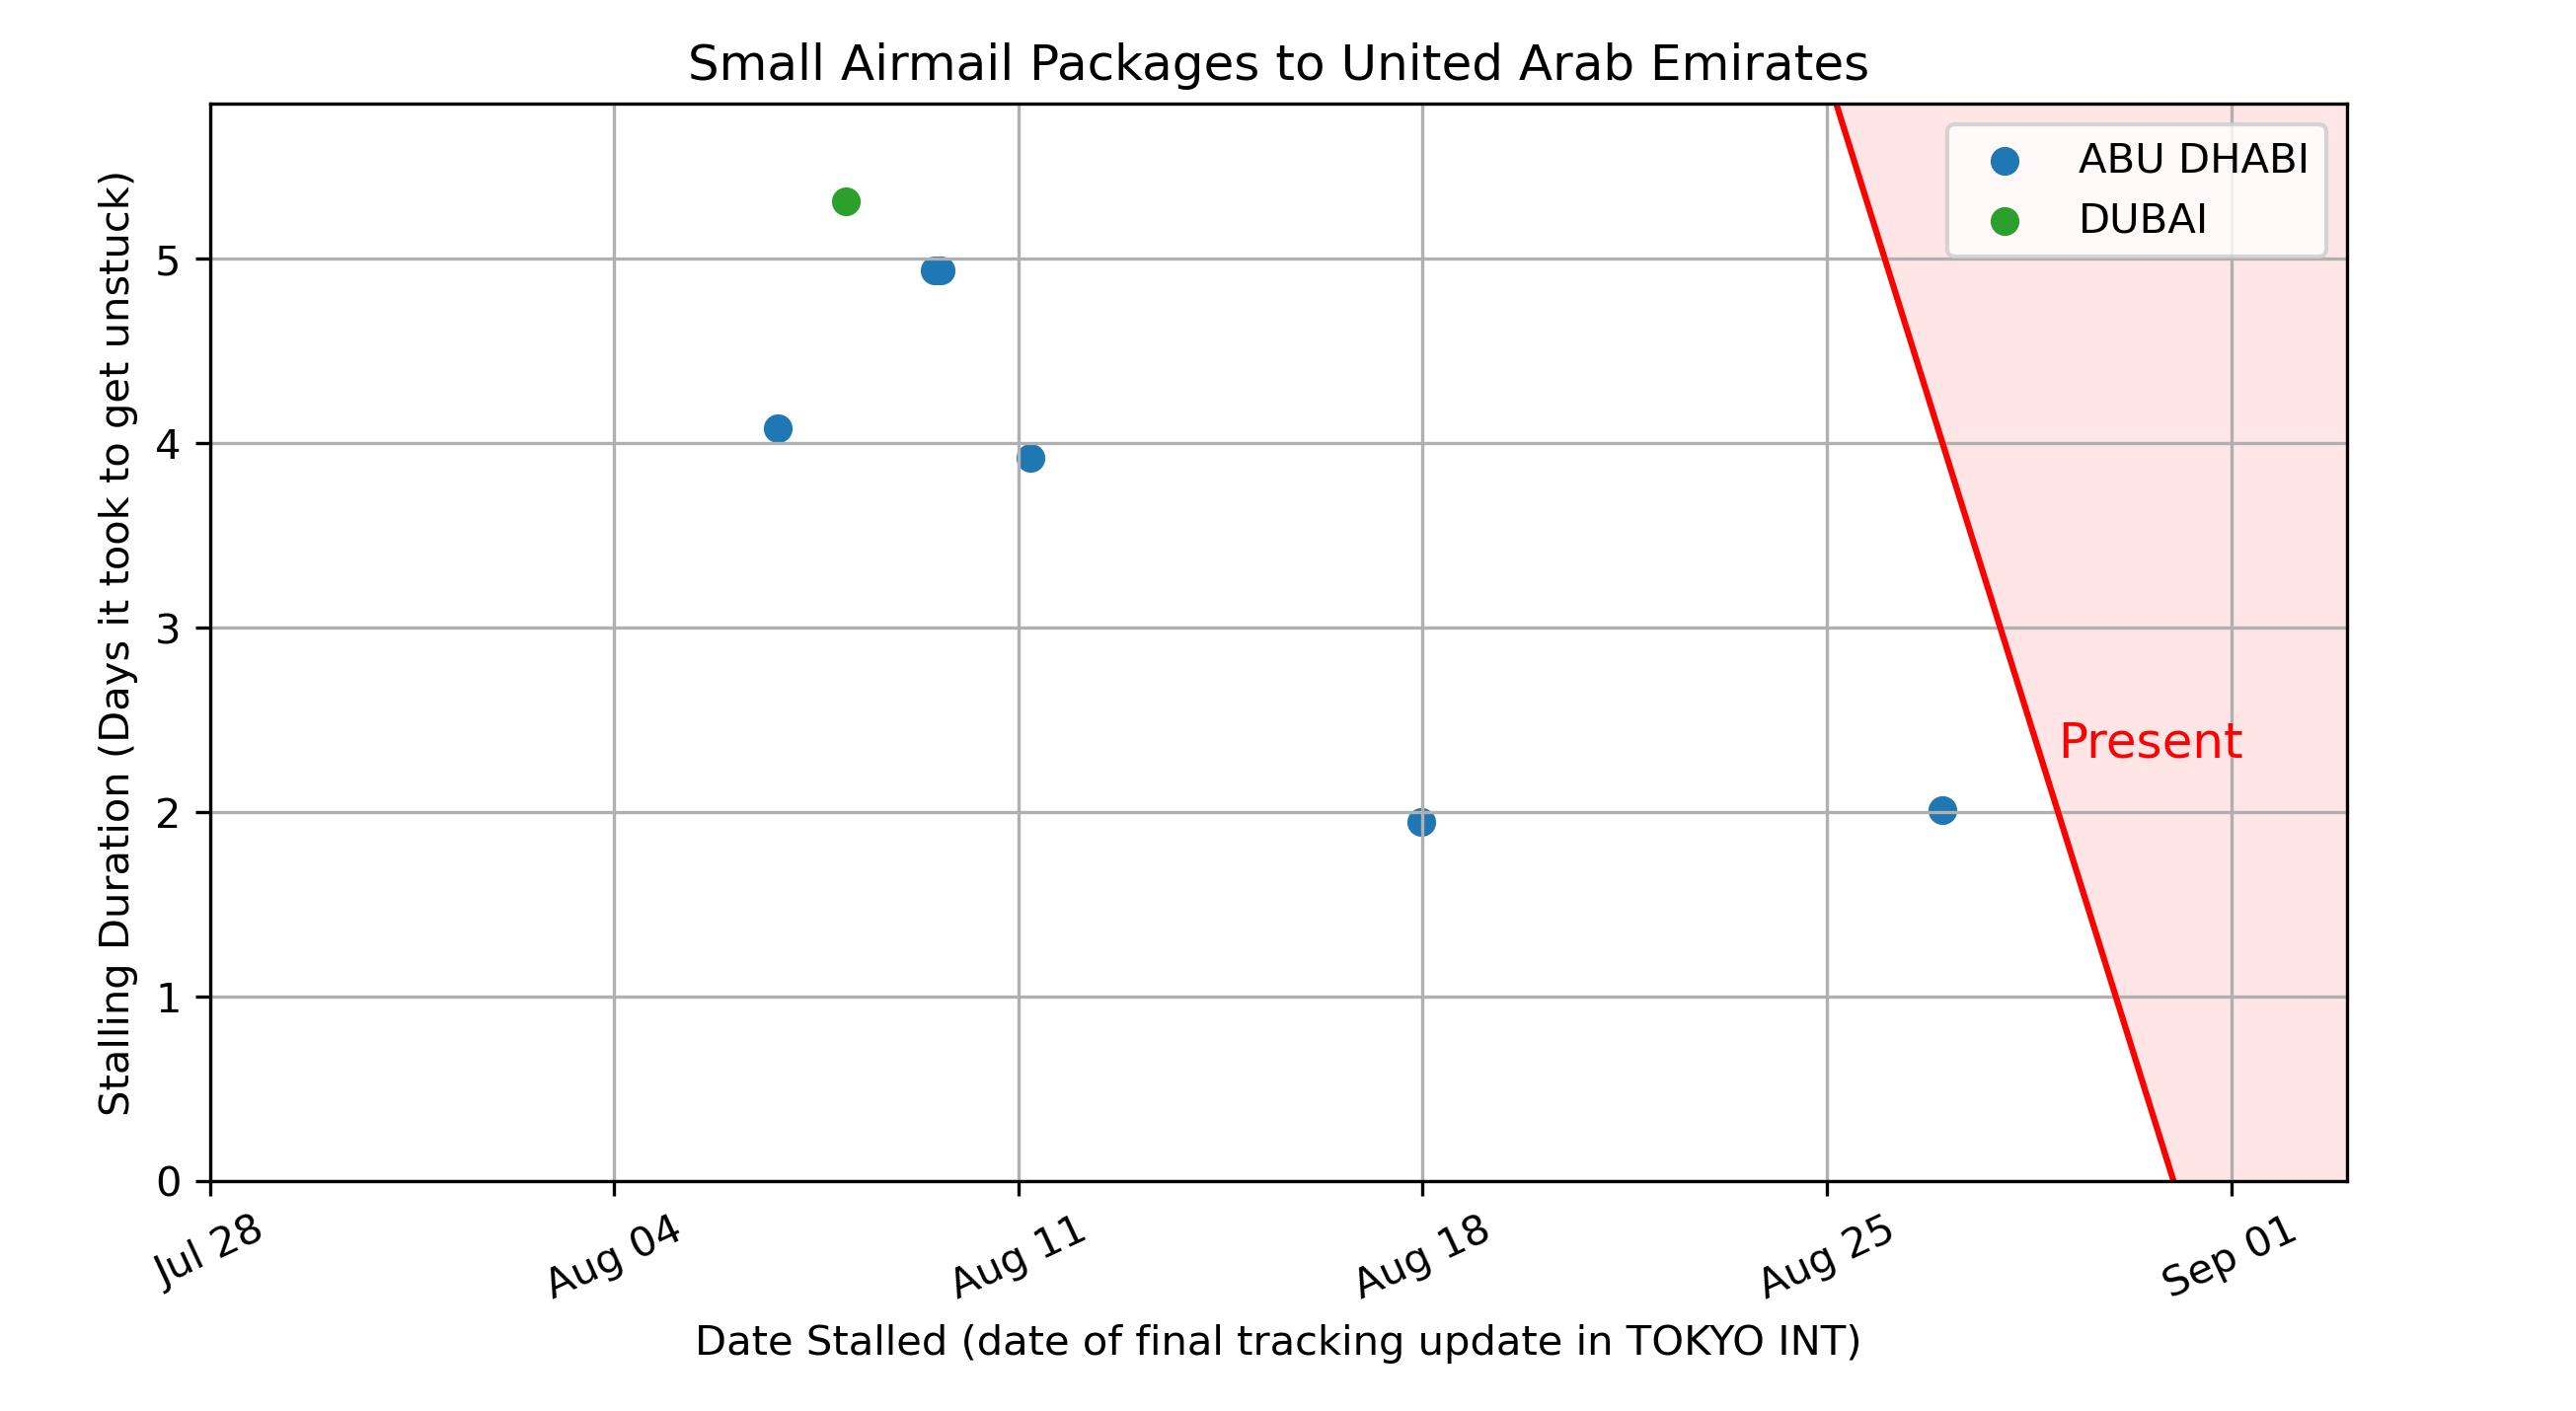 Small Airmail Packages to United Arab Emirates
ABU DHABI
DUBAI
Present
Stalling Duration (Days it took to get unstuck)
5
4
3
2
1
0
Jul 28
Aug 04
Aug 11
Aug 18
Aug 25
Sep 01
Date Stalled (date of final tracking update in TOKYO INT)